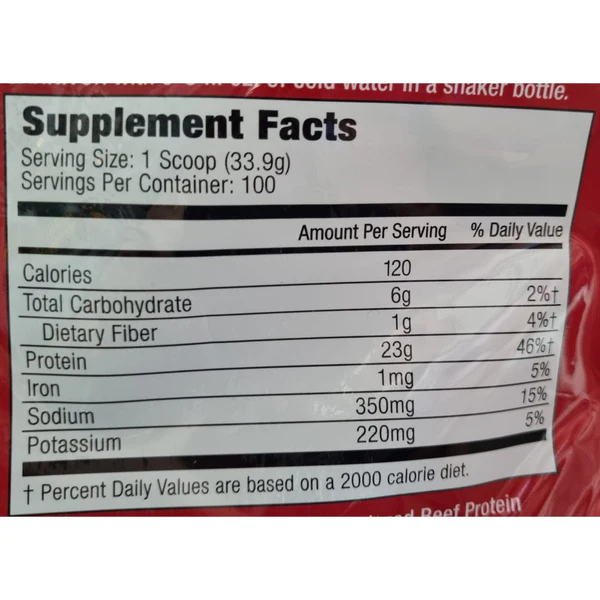 of cold water in a shaker bottle.
Supplement Facts
Serving Size: 1 Scoop (33.9g)
Servings Per Container: 100
Amount Per Serving % Daily Value
Calories 120
Total Carbohydrate 6g 2%†
Dietary Fiber 1g 4%†
Protein 23g 46%†
Iron 1mg 5%
Sodium 350mg 15%
Potassium 220mg 5%
† Percent Daily Values are based on a 2000 calorie diet.
Beef Protein